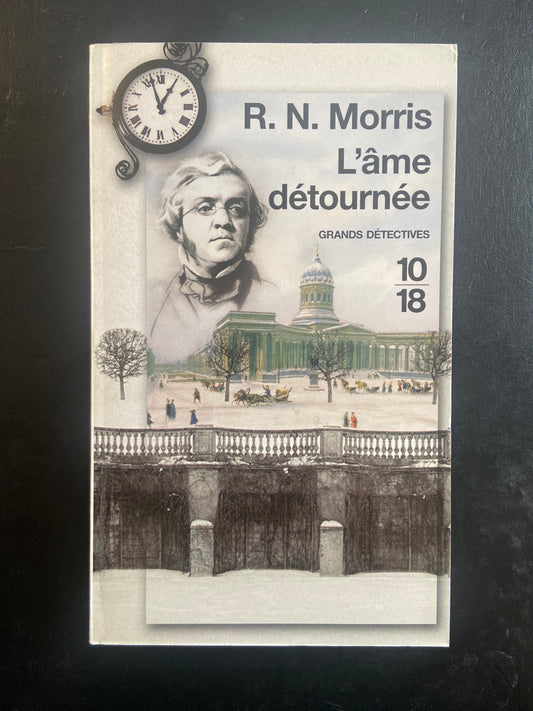 R. N. Morris
L'âme
détournée
GRANDS DÉTECTIVES
10
18